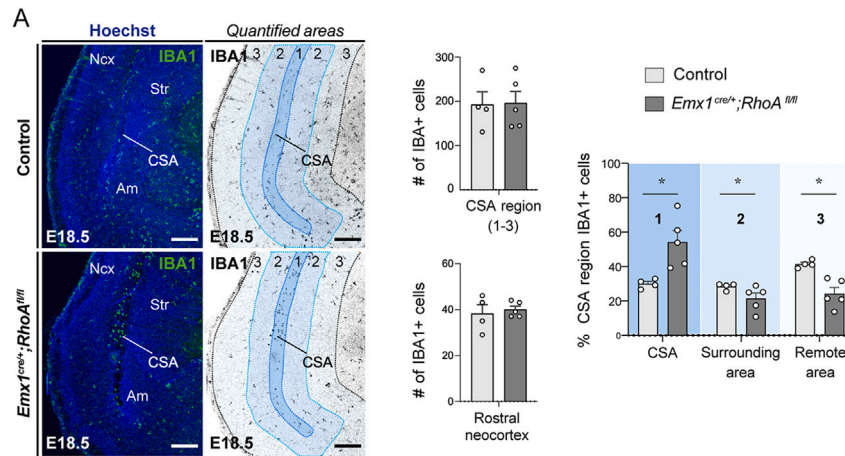 A
Hoechst
Quantified areas
Control
Ncx
IBA1
Str
CSA
Am
E18.5
IBA1
3 2 1 2 3
CSA
E18.5
Emx1cre/+;RhoAfl/fl
Ncx
IBA1
Str
CSA
Am
E18.5
IBA1
3 2 1 2 3
CSA
E18.5
# of IBA+ cells
300
200
100
0
CSA region
(1-3)
# of IBA1+ cells
60
40
20
0
Rostral
neocortex
Control
Emx1cre/+;RhoA fl/fl
% CSA region IBA1+ cells
100
80
60
40
20
0
* * *
1 2 3
CSA
Surrounding
area
Remote
area